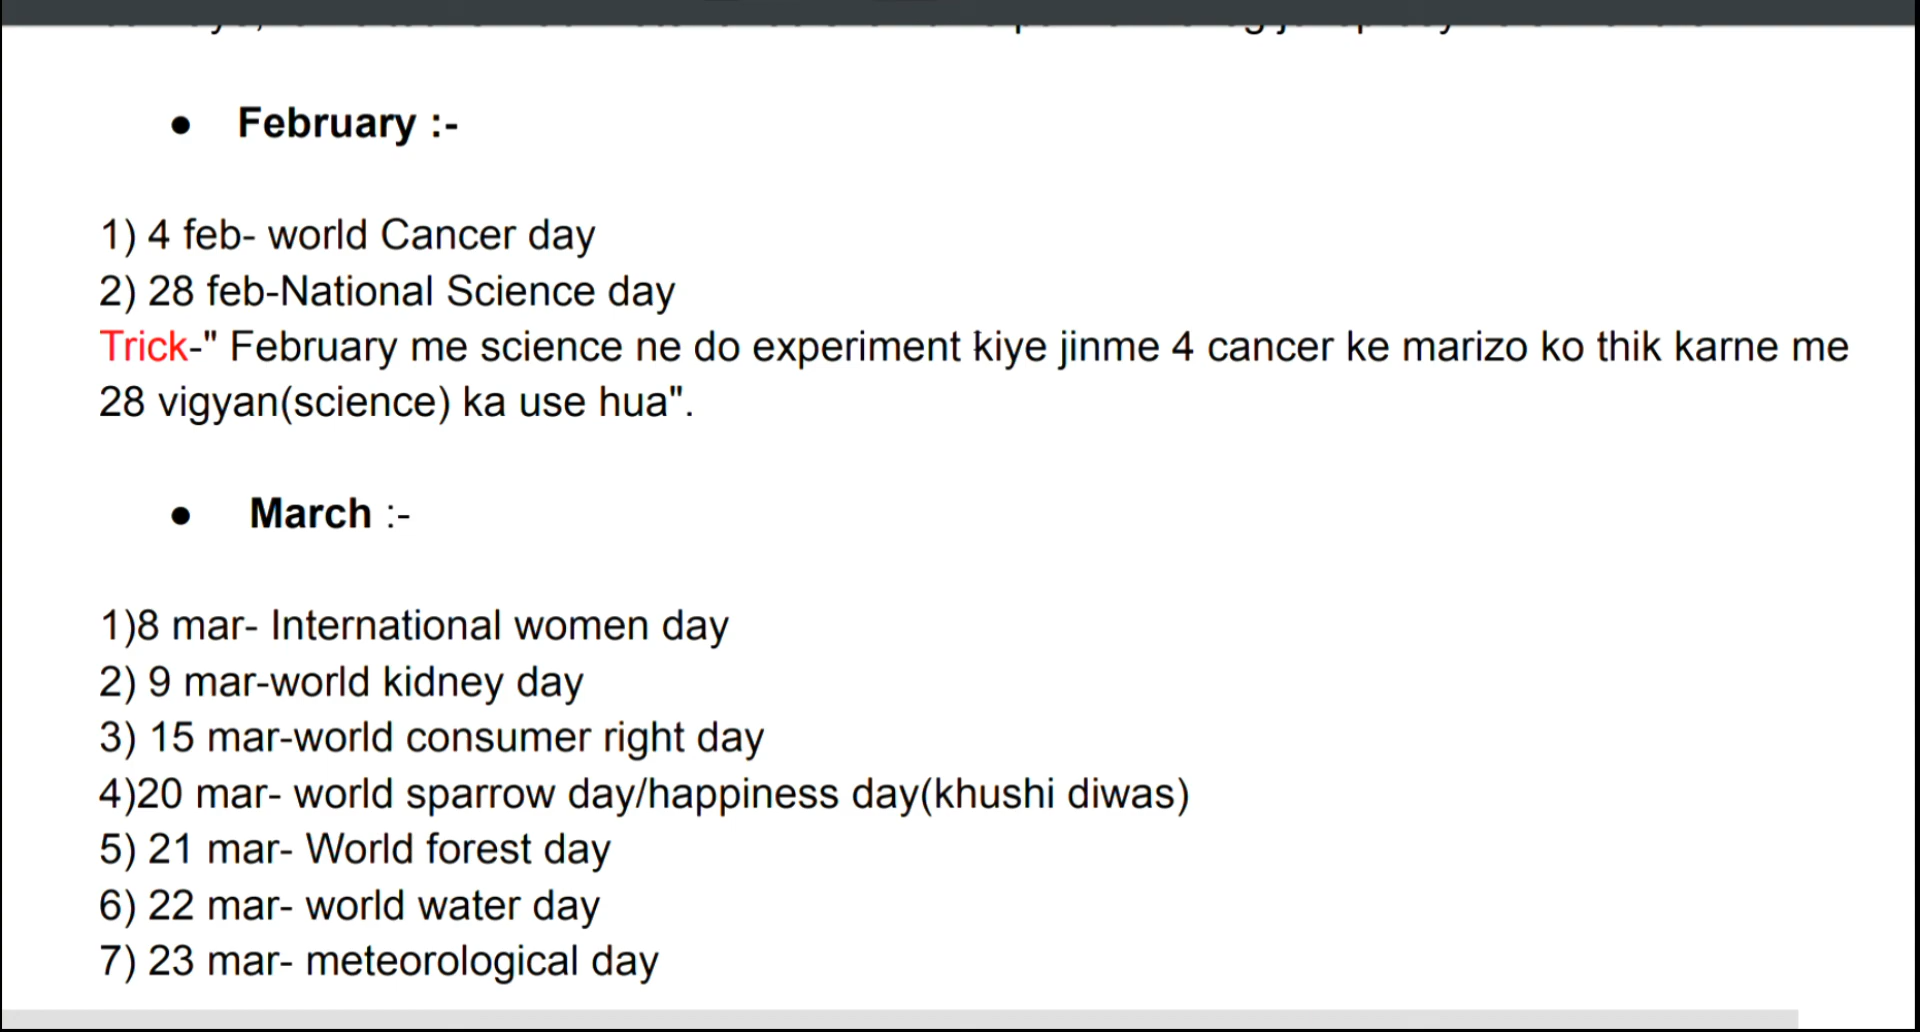 ● February :-
1) 4 feb- world Cancer day
2) 28 feb-National Science day
Trick-" February me science ne do experiment kiye jinme 4 cancer ke marizo ko thik karne me
28 vigyan(science) ka use hua".
● March :-
1)8 mar- International women day
2) 9 mar-world kidney day
3) 15 mar-world consumer right day
4)20 mar- world sparrow day/happiness day(khushi diwas)
5) 21 mar- World forest day
6) 22 mar- world water day
7) 23 mar- meteorological day